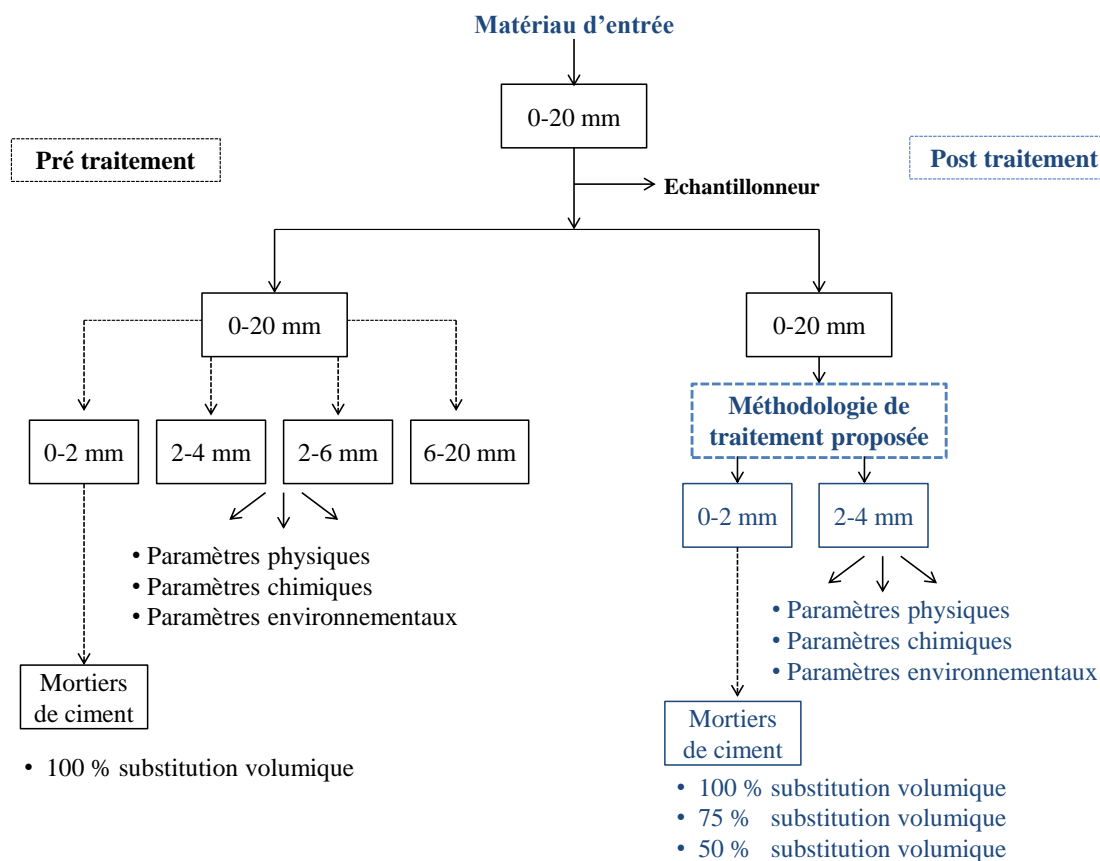 Matériau d’entrée
0-20 mm
Pré traitement
Post traitement
Echantillonneur
0-20 mm
0-20 mm
Méthodologie de
traitement proposée
0-2 mm
2-4 mm
2-6 mm
6-20 mm
0-2 mm
2-4 mm
• Paramètres physiques
• Paramètres chimiques
• Paramètres environnementaux
• Paramètres physiques
• Paramètres chimiques
• Paramètres environnementaux
Mortiers
de ciment
• 100 % substitution volumique
Mortiers
de ciment
• 100 % substitution volumique
• 75 % substitution volumique
• 50 % substitution volumique